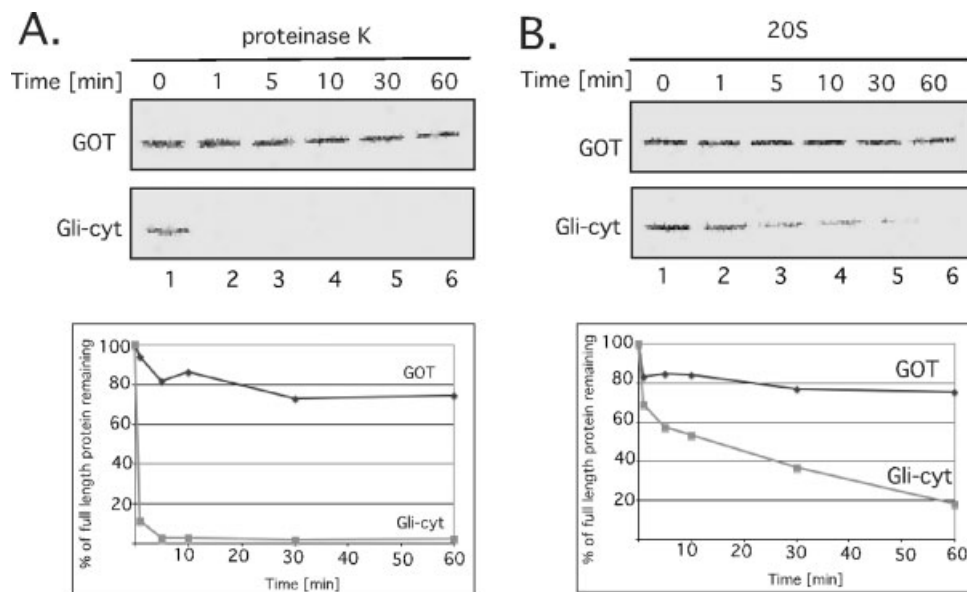 A.
proteinase K
Time [min] 0 1 5 10 30 60
GOT
Gli-cyt
1 2 3 4 5 6
% of full length protein remaining
100
80
60
40
20
GOT
Gli-cyt
10 20 30 40 50 60
Time [min]
B.
20S
Time [min] 0 1 5 10 30 60
GOT
Gli-cyt
1 2 3 4 5 6
% of full length protein remaining
100
80
60
40
20
GOT
Gli-cyt
10 20 30 40 50 60
Time [min]